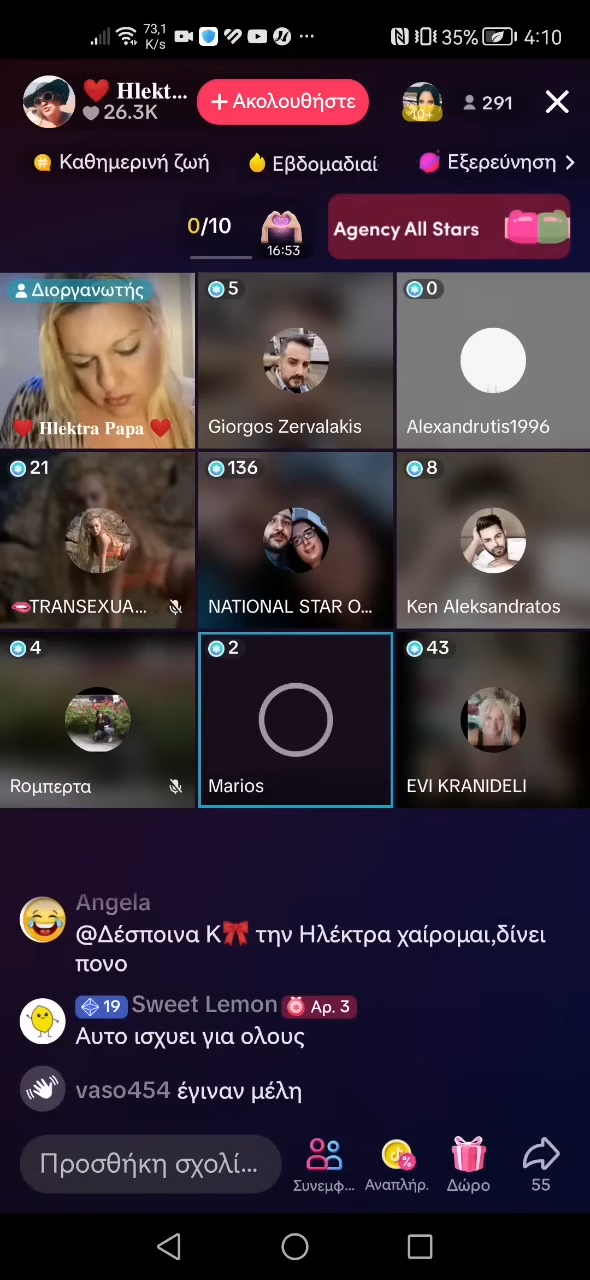 73,1
K/s
35%
4:10
❤️ Hlekt...
26.3K
+ Ακολουθήστε
10+
291
Καθημερινή ζωή
Εβδομαδιαί
Εξερεύνηση
0/10
16:53
Agency All Stars
Διοργανωτής
❤️ Hlektra Papa ❤️
5
Giorgos Zervalakis
0
Alexandrutis1996
21
TRANSEXUA...
136
NATIONAL STAR O...
8
Ken Aleksandratos
4
Roμπερτα
2
Marios
43
EVI KRANIDELI
Angela
@Δέσποινα Κ🎀 την Ηλέκτρα χαίρομαι,δίνει
πονο
19 Sweet Lemon Αρ. 3
Αυτο ισχυει για ολους
vaso454 έγιναν μέλη
Προσθήκη σχολί...
Συνεμφ...
Αναπλήρ.
Δώρο
55